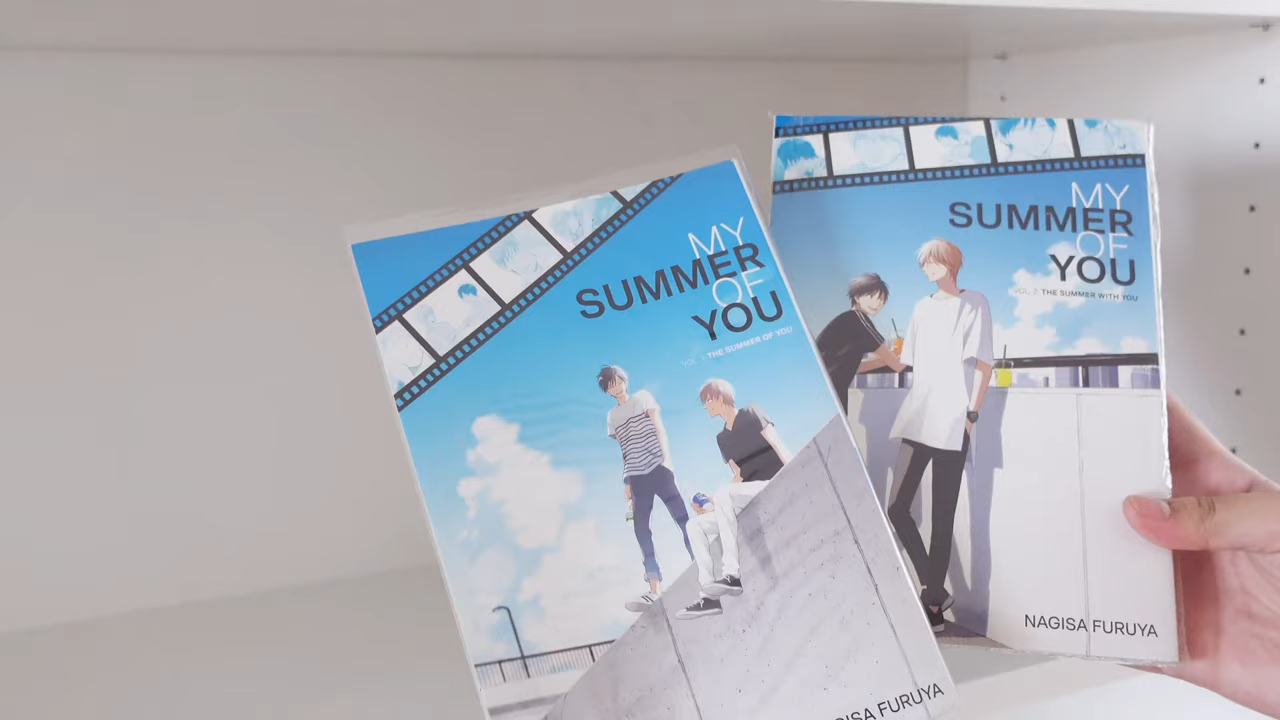 MY
SUMMER
OF
YOU
VOL. 1: THE SUMMER OF YOU
GISA FURUYA
MY
SUMMER
OF
YOU
VOL. 2: THE SUMMER WITH YOU
NAGISA FURUYA